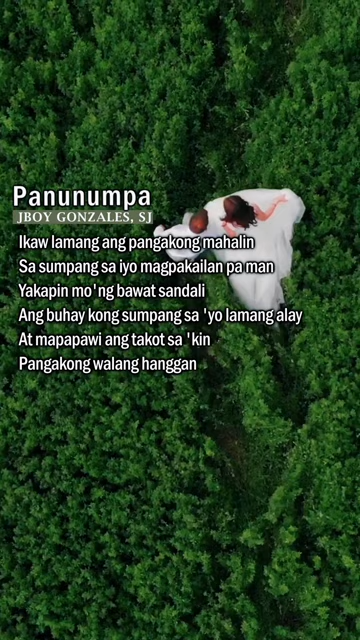 Panunumpa
JBOY GONZALES, SJ
Ikaw lamang ang pangakong mahalin
Sa sumpang sa iyo magpakailan pa man
Yakapin mo'ng bawat sandali
Ang buhay kong sumpang sa 'yo lamang alay
At mapapawi ang takot sa 'kin
Pangakong walang hanggan